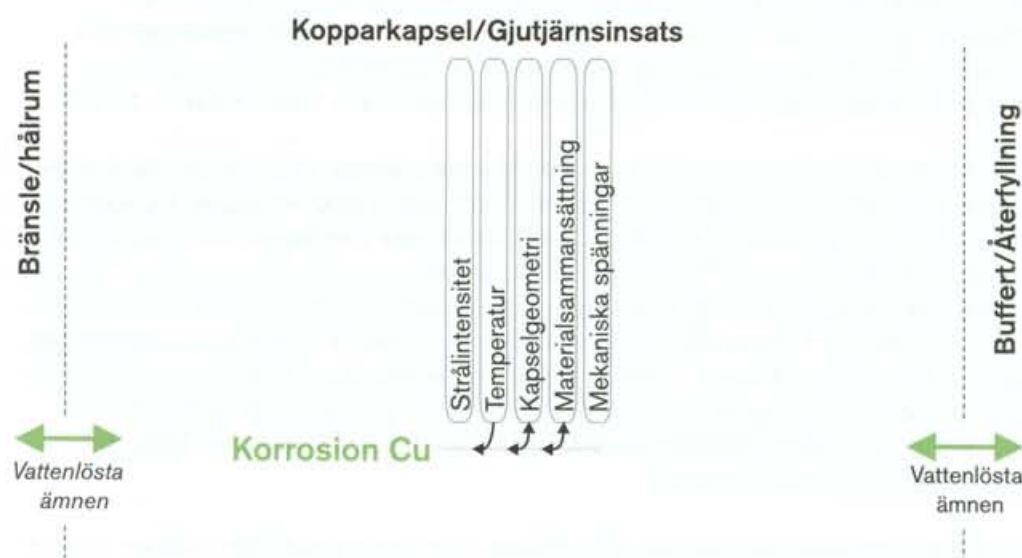 Kopparkapsel/Gjutjärnsinsats
Bränsle/hålrum
Strålintensitet
Temperatur
Kapselgeometri
Materialsammansättning
Mekaniska spänningar
Buffert/Återfyllning
Korrosion Cu
Vattenlösta
ämnen
Vattenlösta
ämnen